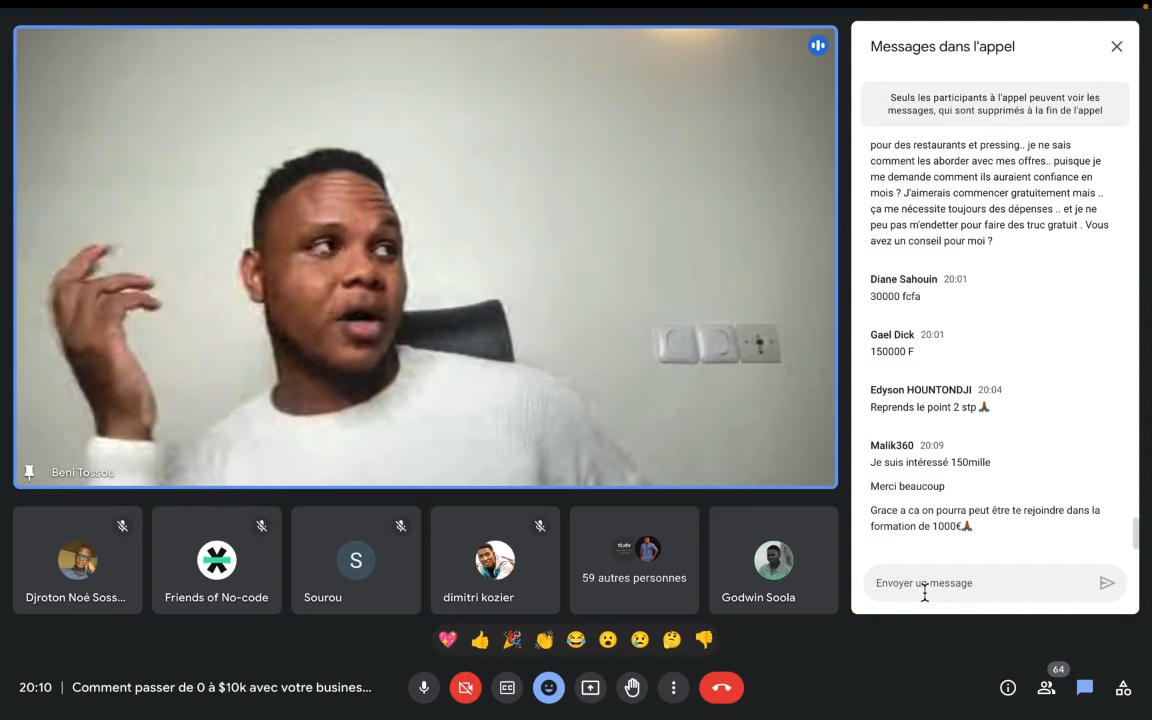 Messages dans l'appel
Seuls les participants à l'appel peuvent voir les
messages, qui sont supprimés à la fin de l'appel
pour des restaurants et pressing.. je ne sais
comment les aborder avec mes offres.. puisque je
me demande comment ils auraient confiance en
mois ? J'aimerais commencer gratuitement mais ..
ça me nécessite toujours des dépenses .. et je ne
peu pas m'endetter pour faire des truc gratuit . Vous
avez un conseil pour moi ?
Diane Sahouin 20:01
30000 fcfa
Gael Dick 20:01
150000 F
Edyson HOUNTONDJI 20:04
Reprends le point 2 stp 🙏🏾
Malik360 20:09
Je suis intéressé 150mille
Merci beaucoup
Grace a ca on pourra peut être te rejoindre dans la
formation de 1000€🙏🏾
Envoyer un message
Beni Tossou
Djroton Noé Soss...
Friends of No-code
S
Sourou
dimitri kozier
59 autres personnes
Godwin Soola
20:10 | Comment passer de 0 à $10k avec votre busines...
64